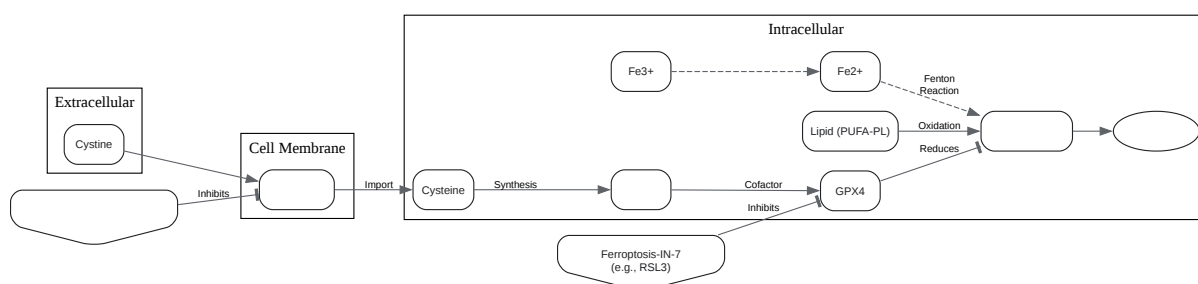 Intracellular
Fe3+
Fe2+
Fenton
Reaction
Extracellular
Cystine
Cell Membrane
Lipid (PUFA-PL)
Oxidation
Reduces
Inhibits
Import
Cysteine
Synthesis
Cofactor
GPX4
Inhibits
Ferroptosis-IN-7
(e.g., RSL3)